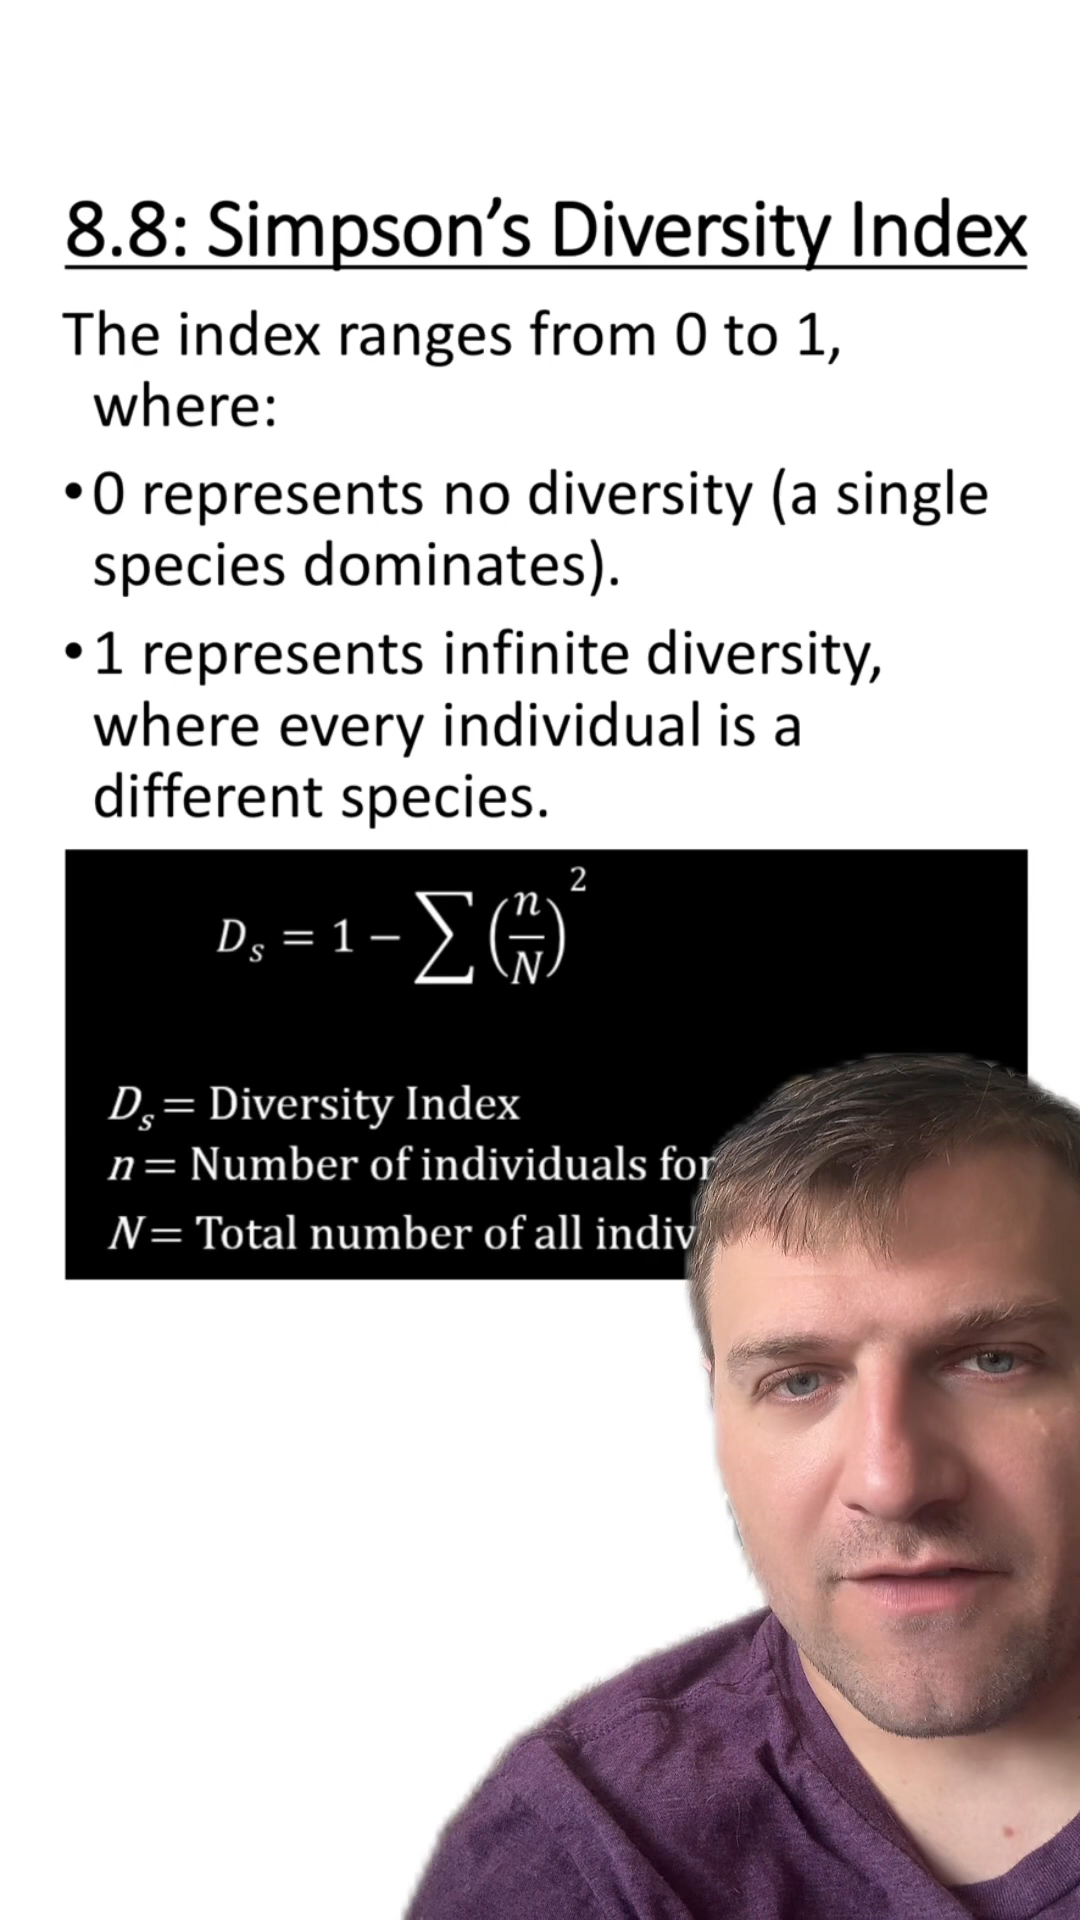 8.8: Simpson’s Diversity Index
The index ranges from 0 to 1,
where:
•0 represents no diversity (a single
species dominates).
•1 represents infinite diversity,
where every individual is a
different species.
D_s = 1 − ∑ (n/N)²
D_s = Diversity Index
n = Number of individuals for
N = Total number of all